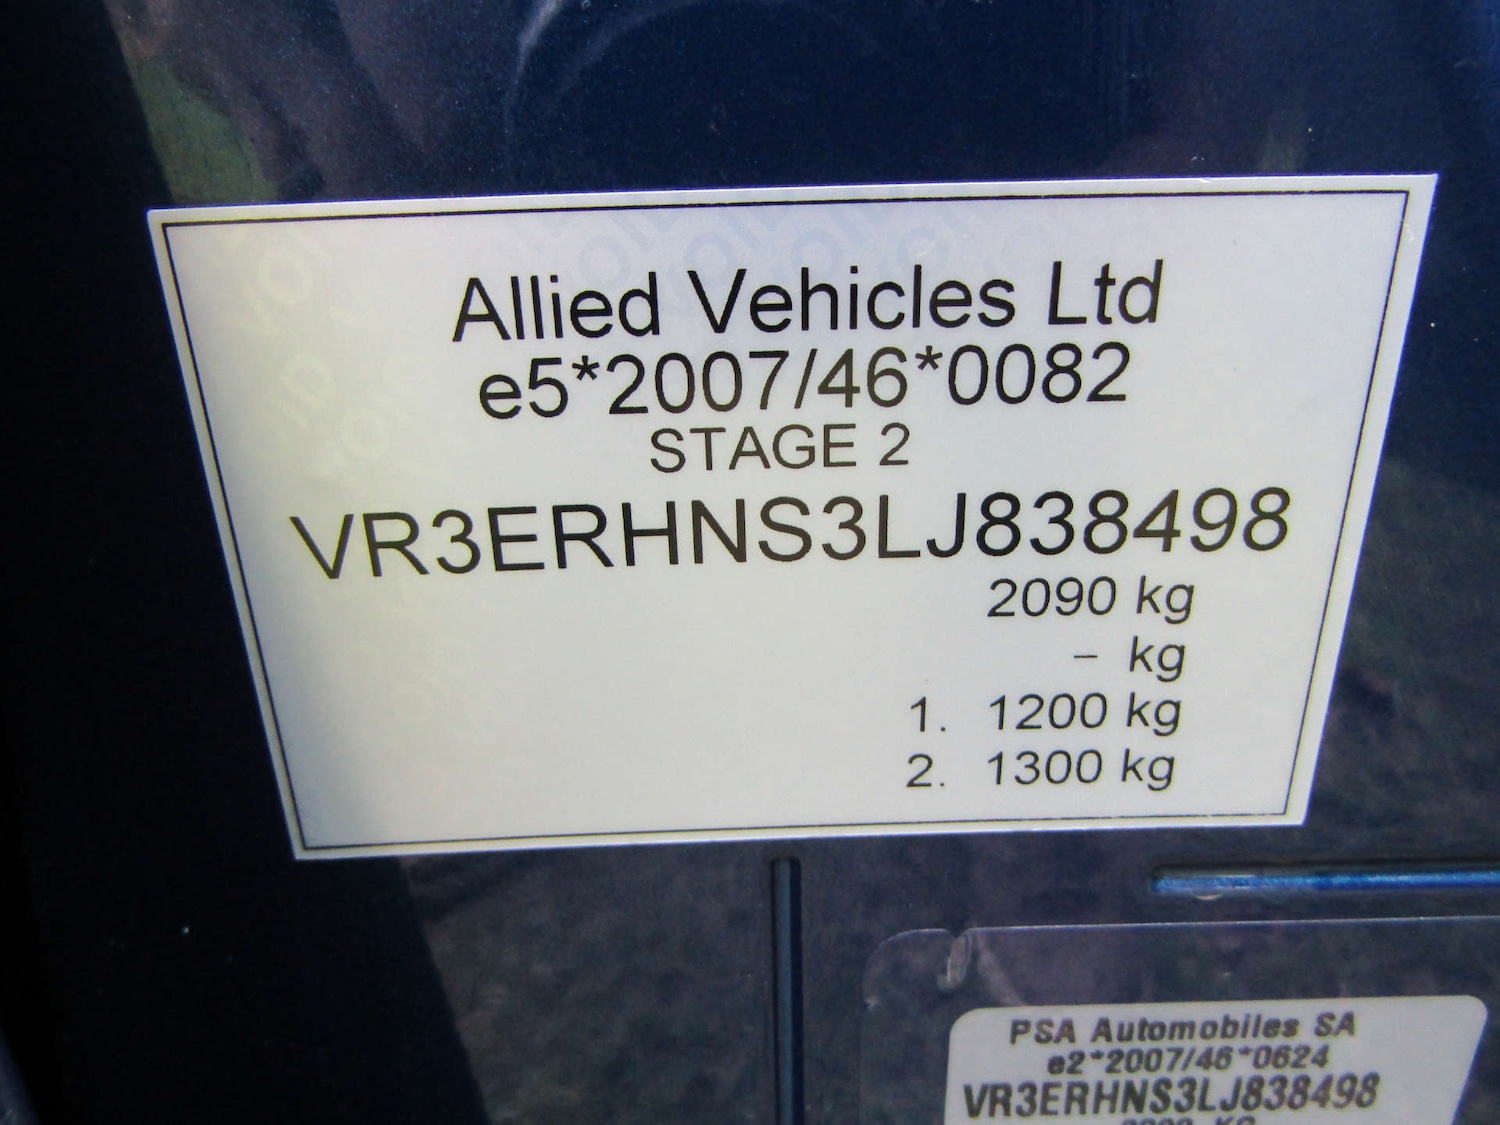 Allied Vehicles Ltd
e5*2007/46*0082
STAGE 2
VR3ERHNS3LJ838498
2090 kg
– kg
1. 1200 kg
2. 1300 kg
PSA Automobiles SA
e2*2007/46*0624
VR3ERHNS3LJ838498
KG